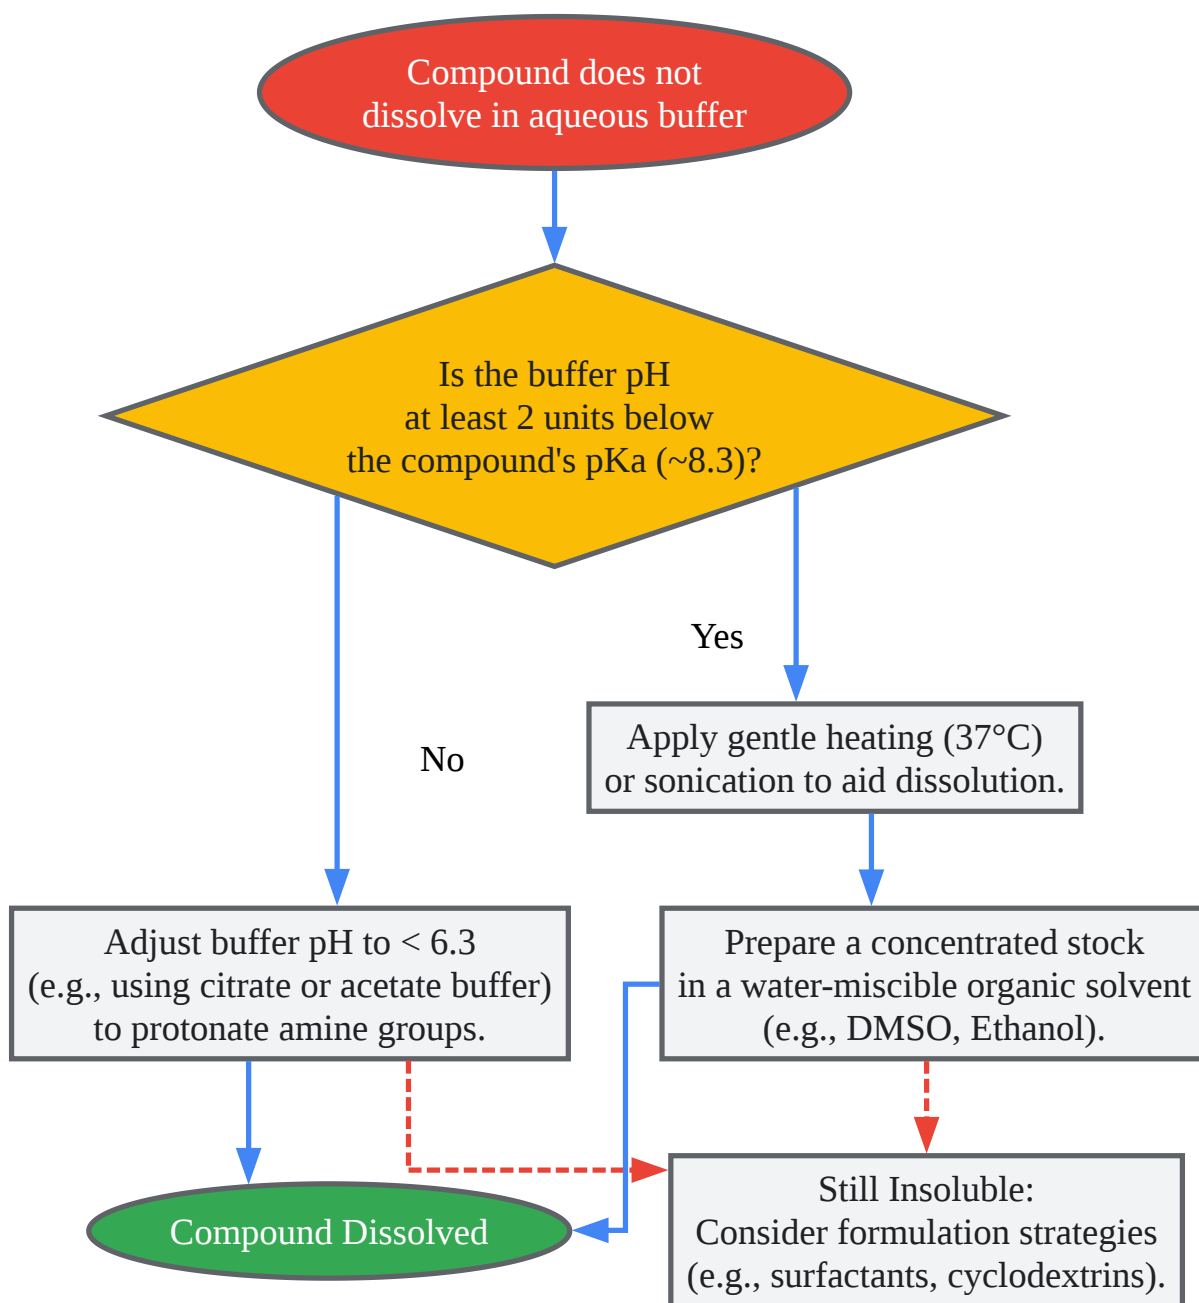 Compound does not
dissolve in aqueous buffer
Is the buffer pH
at least 2 units below
the compound's pKa (~8.3)?
Yes
Apply gentle heating (37°C)
or sonication to aid dissolution.
No
Adjust buffer pH to < 6.3
(e.g., using citrate or acetate buffer)
to protonate amine groups.
Prepare a concentrated stock
in a water-miscible organic solvent
(e.g., DMSO, Ethanol).
Compound Dissolved
Still Insoluble:
Consider formulation strategies
(e.g., surfactants, cyclodextrins).